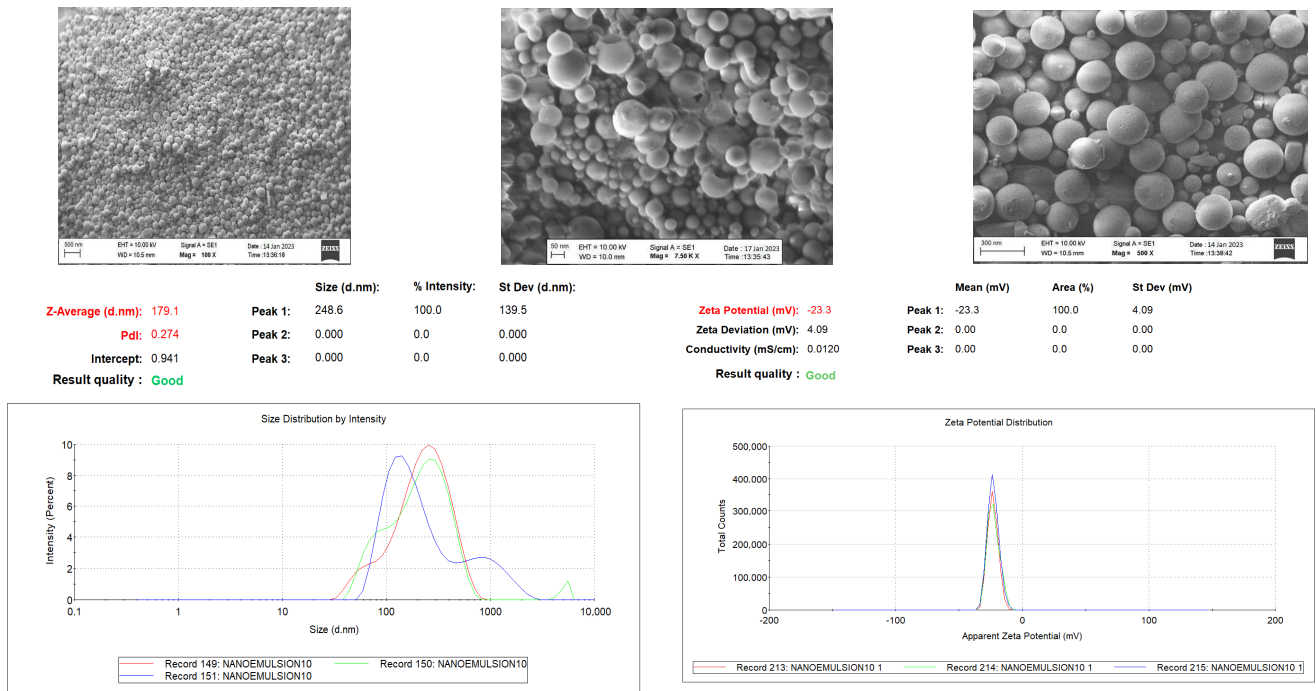 500 nm EHT = 10.00 kV Signal A = SE1 Date : 14 Jan 2023 ZEISS
WD = 10.5 mm Mag = 100 X Time :13:36:18
50 nm EHT = 10.00 kV Signal A = SE1 Date : 17 Jan 2023
WD = 10.0 mm Mag = 7.50 K X Time :13:35:43
300 nm EHT = 10.00 kV Signal A = SE1 Date : 14 Jan 2023 ZEISS
WD = 10.5 mm Mag = 500 X Time :13:38:42
Size (d.nm): % Intensity: St Dev (d.nm):
Z-Average (d.nm): 179.1 Peak 1: 248.6 100.0 139.5
PdI: 0.274 Peak 2: 0.000 0.0 0.000
Intercept: 0.941 Peak 3: 0.000 0.0 0.000
Result quality : Good
Mean (mV) Area (%) St Dev (mV)
Zeta Potential (mV): -23.3 Peak 1: -23.3 100.0 4.09
Zeta Deviation (mV): 4.09 Peak 2: 0.00 0.0 0.00
Conductivity (mS/cm): 0.0120 Peak 3: 0.00 0.0 0.00
Result quality : Good
Size Distribution by Intensity
Intensity (Percent)
10
8
6
4
2
0
0.1 1 10 100 1000 10,000
Size (d.nm)
Record 149: NANOEMULSION10 Record 150: NANOEMULSION10
Record 151: NANOEMULSION10
Zeta Potential Distribution
Total Counts
500,000
400,000
300,000
200,000
100,000
0
-200 -100 0 100 200
Apparent Zeta Potential (mV)
Record 213: NANOEMULSION10 1 Record 214: NANOEMULSION10 1 Record 215: NANOEMULSION10 1